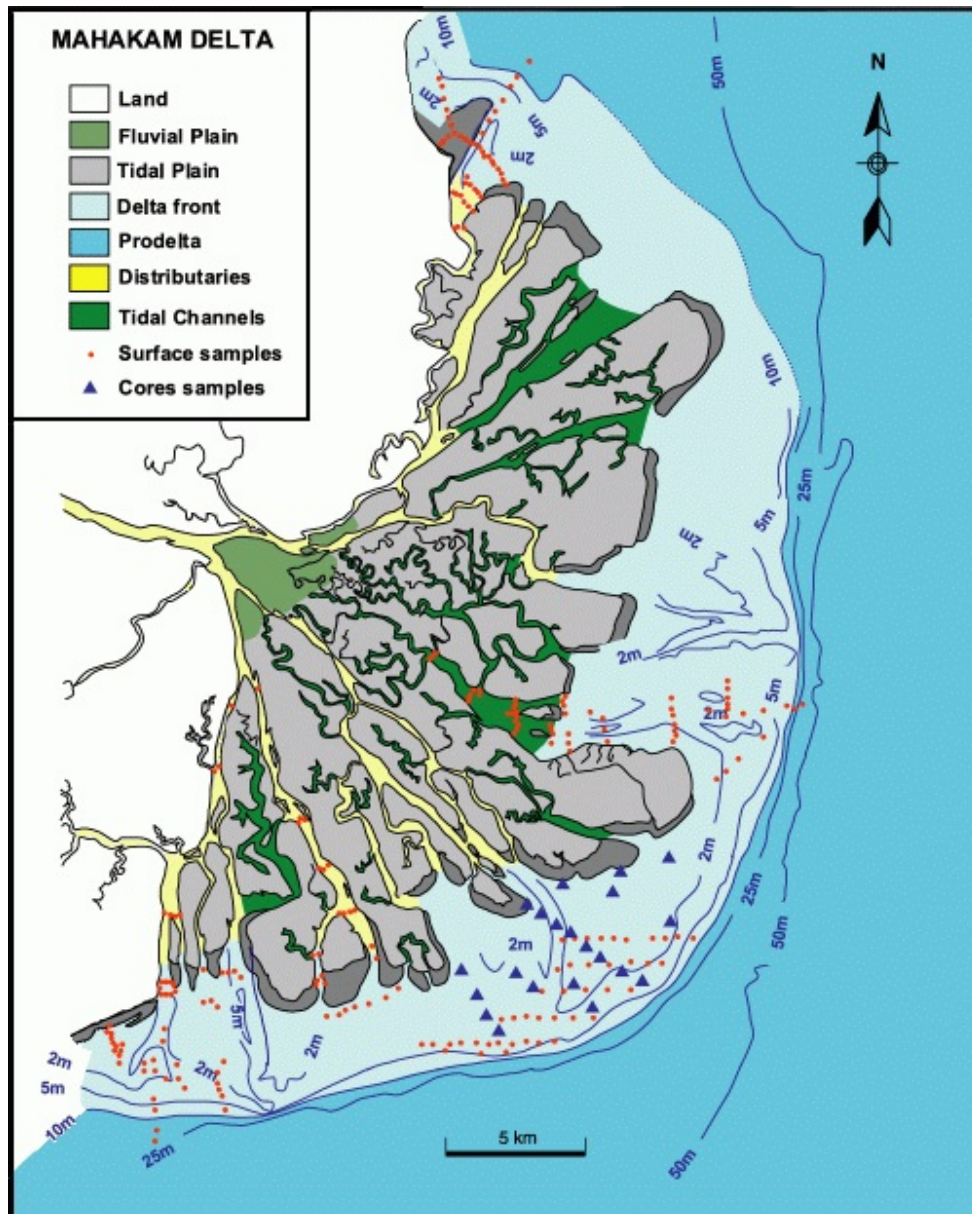 MAHAKAM DELTA
Land
Fluvial Plain
Tidal Plain
Delta front
Prodelta
Distributaries
Tidal Channels
Surface samples
Cores samples
N
10m
50m
2m
5m
2m
10m
25m
5m
2m
2m
5m
2m
2m
25m
50m
2m
5m
2m
2m
2m
5m
10m
25m
5 km
50m